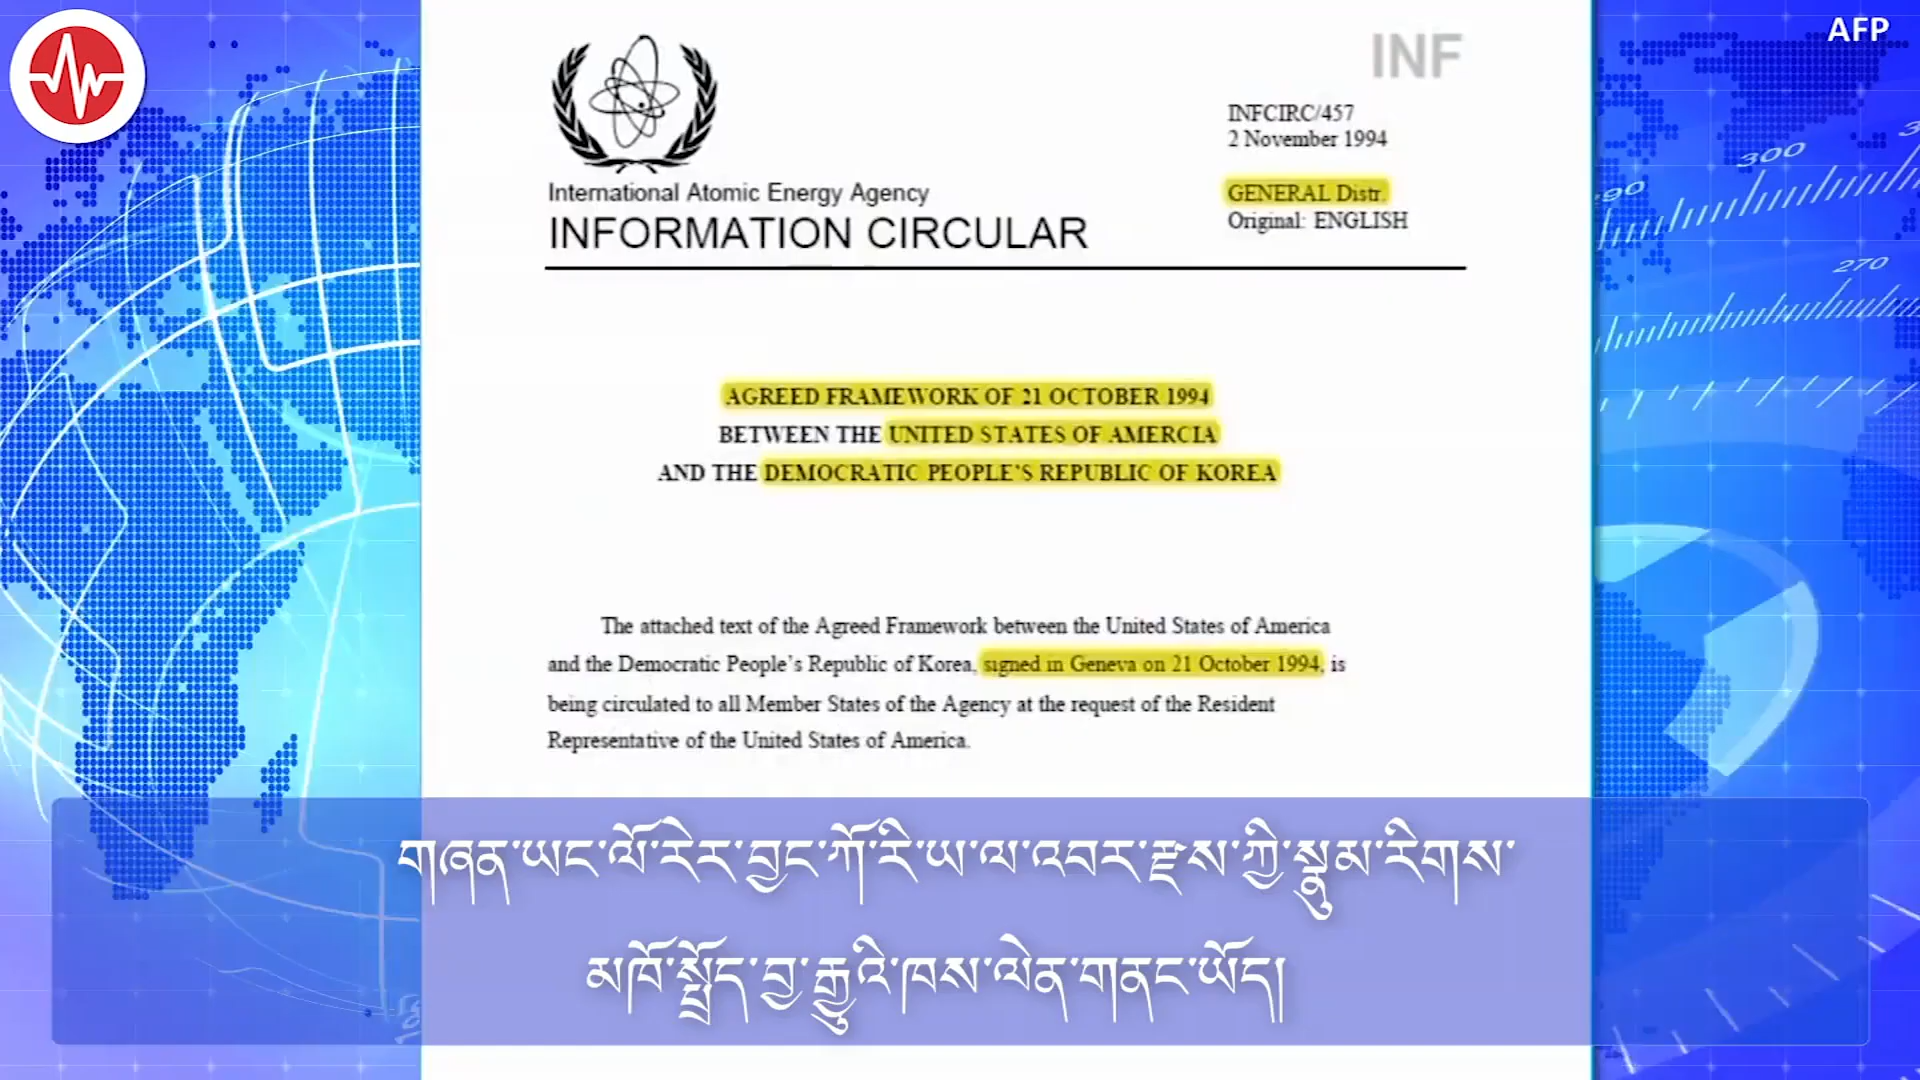 AFP
INF
INFCIRC/457
2 November 1994
GENERAL Distr.
Original: ENGLISH
International Atomic Energy Agency
INFORMATION CIRCULAR
AGREED FRAMEWORK OF 21 OCTOBER 1994
BETWEEN THE UNITED STATES OF AMERCIA
AND THE DEMOCRATIC PEOPLE'S REPUBLIC OF KOREA
The attached text of the Agreed Framework between the United States of America
and the Democratic People's Republic of Korea, signed in Geneva on 21 October 1994, is
being circulated to all Member States of the Agency at the request of the Resident
Representative of the United States of America.
300
270
གཞན་ཡང་ལོ་རེར་བྱང་ཀོ་རི་ཡ་ལ་འབར་རྫས་ཀྱི་སྣུམ་རིགས་
མཁོ་སྤྲོད་བྱ་རྒྱུའི་ཁས་ལེན་གནང་ཡོད།